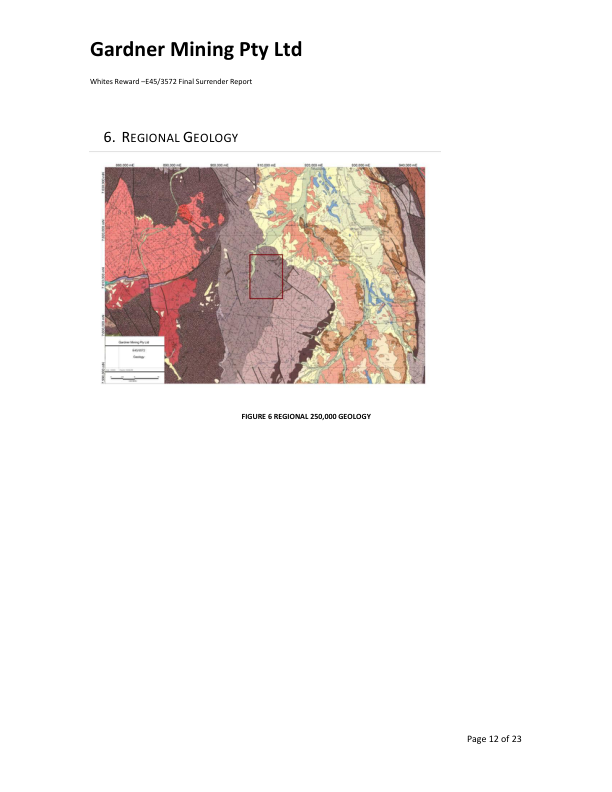 Gardner Mining Pty Ltd
Whites Reward –E45/3572 Final Surrender Report
6. REGIONAL GEOLOGY
Gardner Mining Pty Ltd
E45/3572
Geology
FIGURE 6 REGIONAL 250,000 GEOLOGY
Page 12 of 23